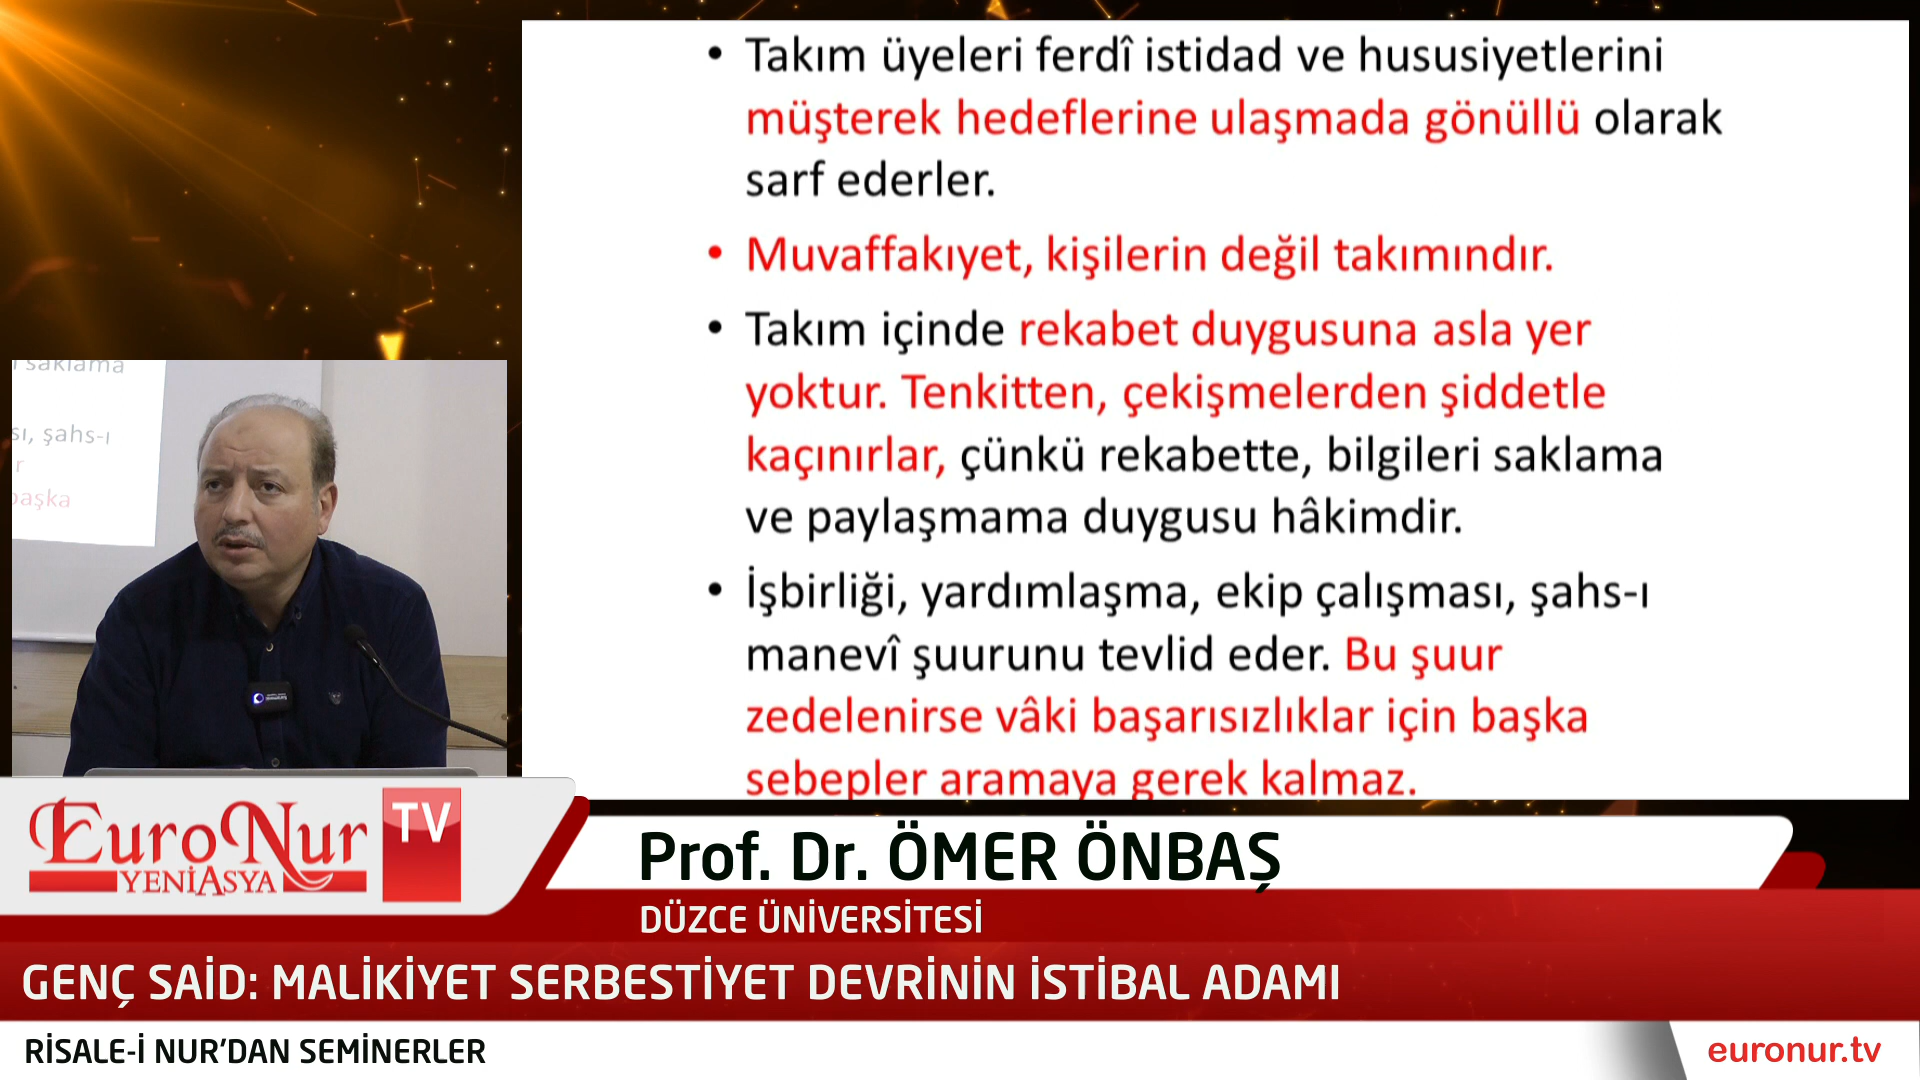 • Takım üyeleri ferdî istidad ve hususiyetlerini
müşterek hedeflerine ulaşmada gönüllü olarak
sarf ederler.
• Muvaffakıyet, kişilerin değil takımındır.
• Takım içinde rekabet duygusuna asla yer
yoktur. Tenkitten, çekişmelerden şiddetle
kaçınırlar, çünkü rekabette, bilgileri saklama
ve paylaşmama duygusu hâkimdir.
• İşbirliği, yardımlaşma, ekip çalışması, şahs-ı
manevî şuurunu tevlid eder. Bu şuur
zedelenirse vâki başarısızlıklar için başka
sebepler aramaya gerek kalmaz.
saklama
şahs-ı
başka
EuroNur TV
YENİASYA
Prof. Dr. ÖMER ÖNBAŞ
DÜZCE ÜNİVERSİTESİ
GENÇ SAİD: MALİKİYET SERBESTİYET DEVRİNİN İSTİBAL ADAMI
RİSALE-İ NUR’DAN SEMİNERLER
euronur.tv